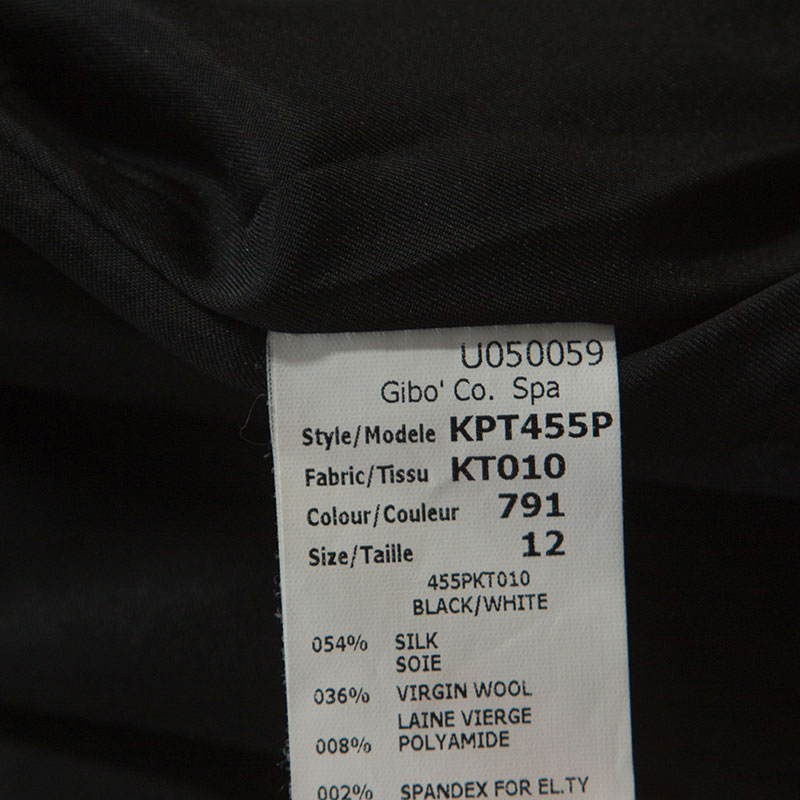 U050059
Gibo' Co. Spa
Style/Modele KPT455P
Fabric/Tissu KT010
Colour/Couleur 791
Size/Taille 12
455PKT010
BLACK/WHITE
054% SILK
SOIE
036% VIRGIN WOOL
LAINE VIERGE
008% POLYAMIDE
002% SPANDEX FOR EL.TY